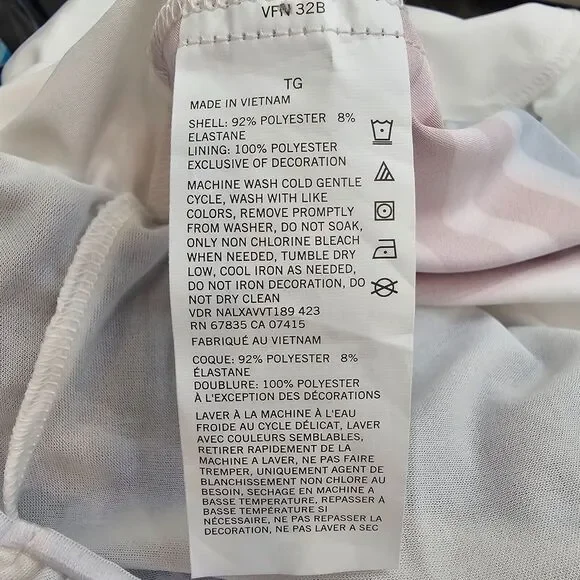 VFN 32B
TG
MADE IN VIETNAM
SHELL: 92% POLYESTER 8%
ELASTANE
LINING: 100% POLYESTER
EXCLUSIVE OF DECORATION
MACHINE WASH COLD GENTLE
CYCLE, WASH WITH LIKE
COLORS, REMOVE PROMPTLY
FROM WASHER, DO NOT SOAK,
ONLY NON CHLORINE BLEACH
WHEN NEEDED, TUMBLE DRY
LOW, COOL IRON AS NEEDED,
DO NOT IRON DECORATION, DO
NOT DRY CLEAN
VDR NALXAVVT189 423
RN 67835 CA 07415
FABRIQUÉ AU VIETNAM
COQUE: 92% POLYESTER 8%
ÉLASTANE
DOUBLURE: 100% POLYESTER
À L'EXCEPTION DES DÉCORATIONS
LAVER À LA MACHINE À L'EAU
FROIDE AU CYCLE DÉLICAT, LAVER
AVEC COULEURS SEMBLABLES,
RETIRER RAPIDEMENT DE LA
MACHINE A LAVER, NE PAS FAIRE
TREMPER, UNIQUEMENT AGENT DE
BLANCHISSEMENT NON CHLORE AU
BESOIN, SECHAGE EN MACHINE A
BASSE TEMPERATURE, REPASSER À
BASSE TEMPÉRATURE SI
NÉCESSAIRE, NE PAS REPASSER LA
DECORATION, NE PAS LAVER A SEC